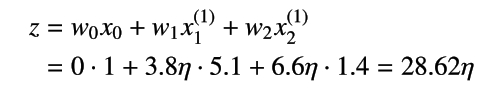 z = w₀x₀ + w₁x₁⁽¹⁾ + w₂x₂⁽¹⁾
= 0 · 1 + 3.8η · 5.1 + 6.6η · 1.4 = 28.62η